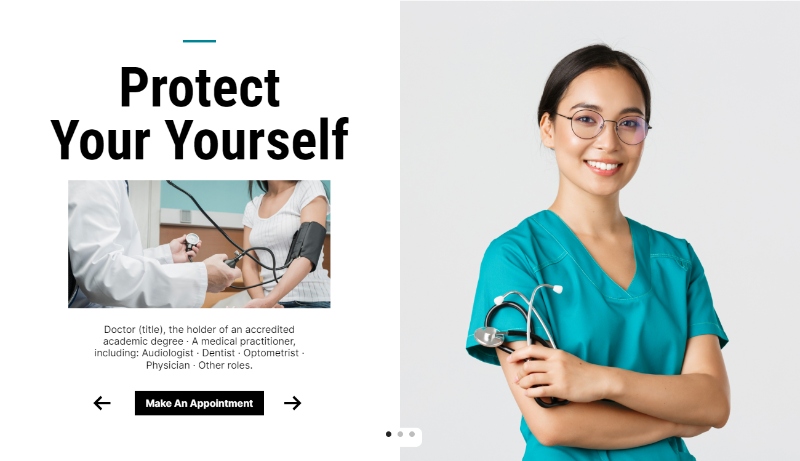 Protect
Your Yourself
Doctor (title), the holder of an accredited
academic degree · A medical practitioner,
including: Audiologist · Dentist · Optometrist ·
Physician · Other roles.
Make An Appointment